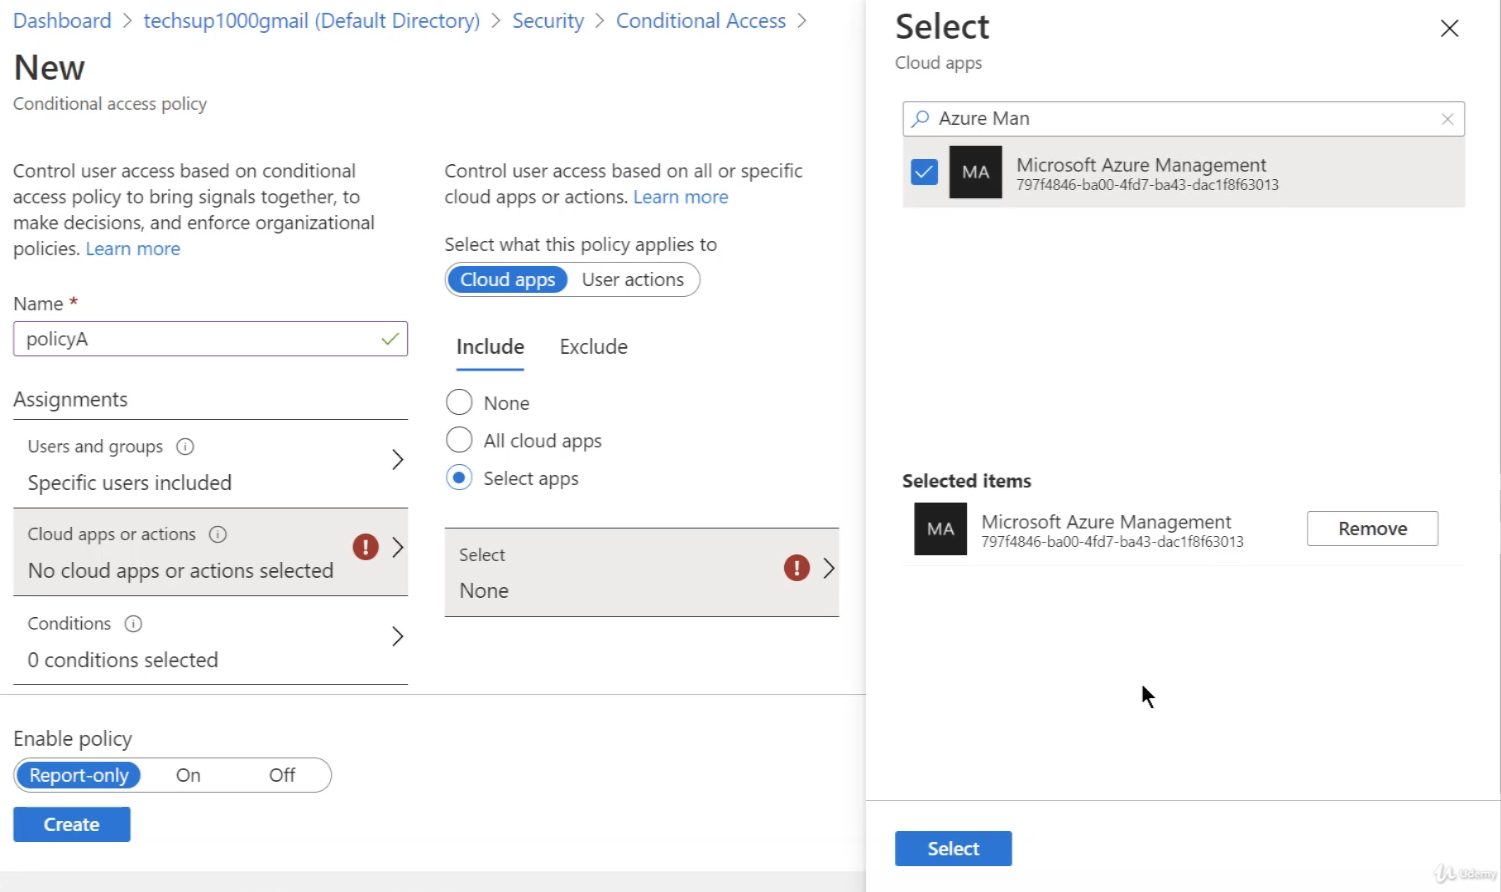 Dashboard > techsup1000gmail (Default Directory) > Security > Conditional Access >
New
Conditional access policy
Control user access based on conditional
access policy to bring signals together, to
make decisions, and enforce organizational
policies. Learn more
Name *
policyA
Assignments
Users and groups
Specific users included
Cloud apps or actions
No cloud apps or actions selected
Conditions
0 conditions selected
Enable policy
Report-only On Off
Create
Control user access based on all or specific
cloud apps or actions. Learn more
Select what this policy applies to
Cloud apps User actions
Include Exclude
None
All cloud apps
Select apps
Select
None
Select
Cloud apps
Azure Man
MA
Microsoft Azure Management
797f4846-ba00-4fd7-ba43-dac1f8f63013
Selected items
MA
Microsoft Azure Management
797f4846-ba00-4fd7-ba43-dac1f8f63013
Remove
Select
Udemy